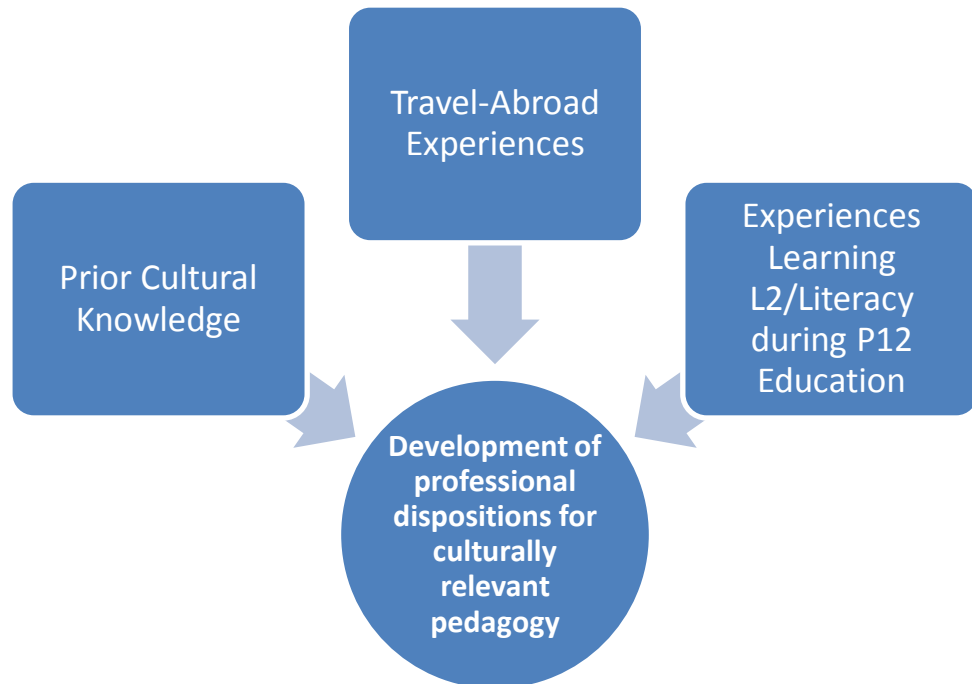 Travel-Abroad
Experiences
Prior Cultural
Knowledge
Experiences
Learning
L2/Literacy
during P12
Education
Development of
professional
dispositions for
culturally
relevant
pedagogy